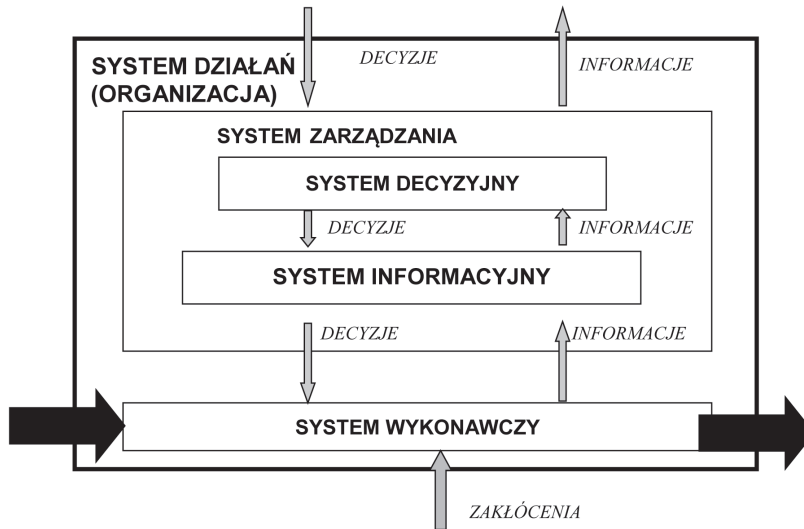 DECYZJE
INFORMACJE
SYSTEM DZIAŁAŃ
(ORGANIZACJA)
SYSTEM ZARZĄDZANIA
SYSTEM DECYZYJNY
DECYZJE
INFORMACJE
SYSTEM INFORMACYJNY
DECYZJE
INFORMACJE
SYSTEM WYKONAWCZY
ZAKŁÓCENIA